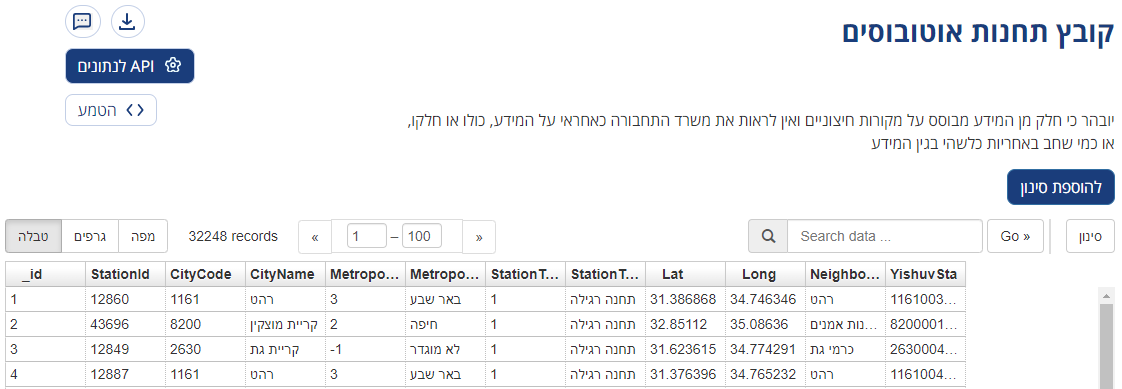 קובץ תחנות אוטובוסים
API לנתונים
הטמע
יובהר כי חלק מן המידע מבוסס על מקורות חיצוניים ואין לראות את משרד התחבורה כאחראי על המידע, כולו או חלקו,
או כמי שחב באחריות כלשהי בגין המידע
להוספת סינון
טבלה גרפים מפה 32248 records « 1 – 100 » Search data ... Go » סינון
_id StationId CityCode CityName Metropo... Metropo... StationT... StationT... Lat Long Neighbo... YishuvSta
1 12860 1161 רהט 3 באר שבע 1 תחנה רגילה 31.386868 34.746346 רהט 1161003...
2 43696 8200 קריית מוצקין 2 חיפה 1 תחנה רגילה 32.85112 35.08636 נות אמנים... 8200001...
3 12849 2630 קריית גת -1 לא מוגדר 1 תחנה רגילה 31.623615 34.774291 כרמי גת 2630004...
4 12887 1161 רהט 3 באר שבע 1 תחנה רגילה 31.376396 34.765232 רהט 1161004...